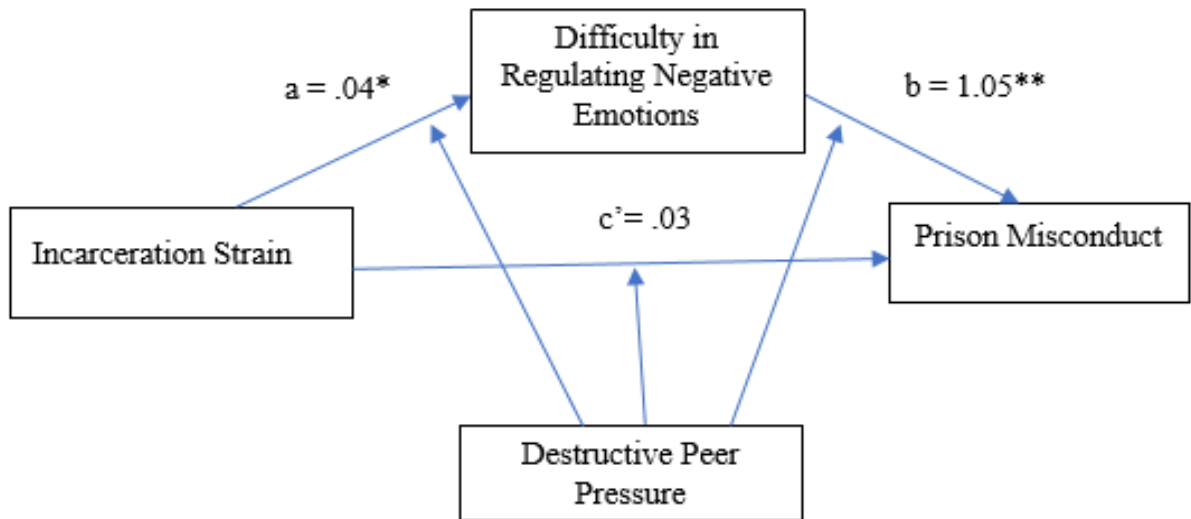 Difficulty in
Regulating Negative
Emotions
a = .04*
b = 1.05**
Incarceration Strain
c’= .03
Prison Misconduct
Destructive Peer
Pressure